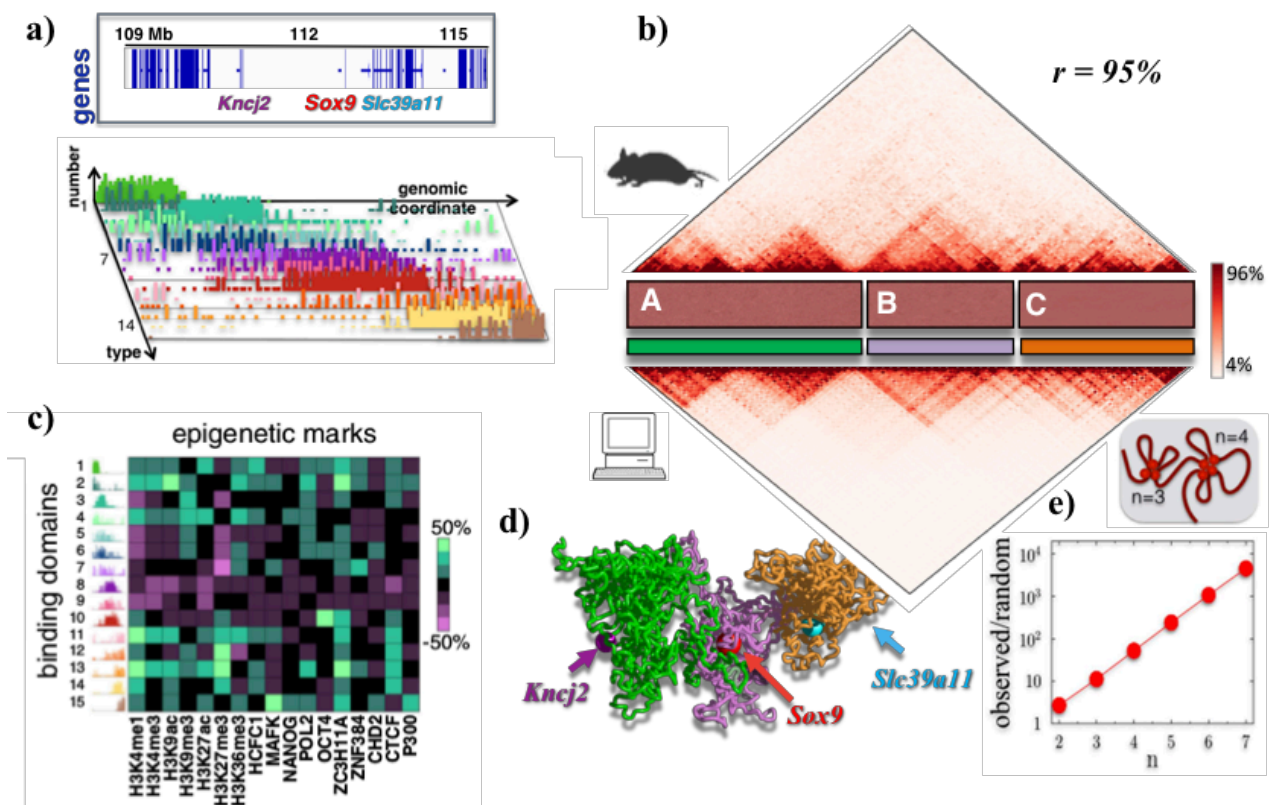 a)
109 Mb 112 115
genes
Kncj2 Sox9 Slc39a11
number
genomic
coordinate
1
7
14
type
b)
r = 95%
A B C
96%
4%
c)
epigenetic marks
binding domains
1
2
3
4
5
6
7
8
9
10
11
12
13
14
15
50%
-50%
H3K4me1
H3K4me3
H3K9ac
H3K9me3
H3K27ac
H3K27me3
H3K36me3
HCFC1
MAFK
NANOG
POL2
OCT4
ZC3H11A
ZNF384
CHD2
CTCF
P300
d)
Kncj2
Sox9
Slc39a11
n=4
n=3
e)
observed/random
10⁴
10³
10²
10
1
2 3 4 5 6 7
n